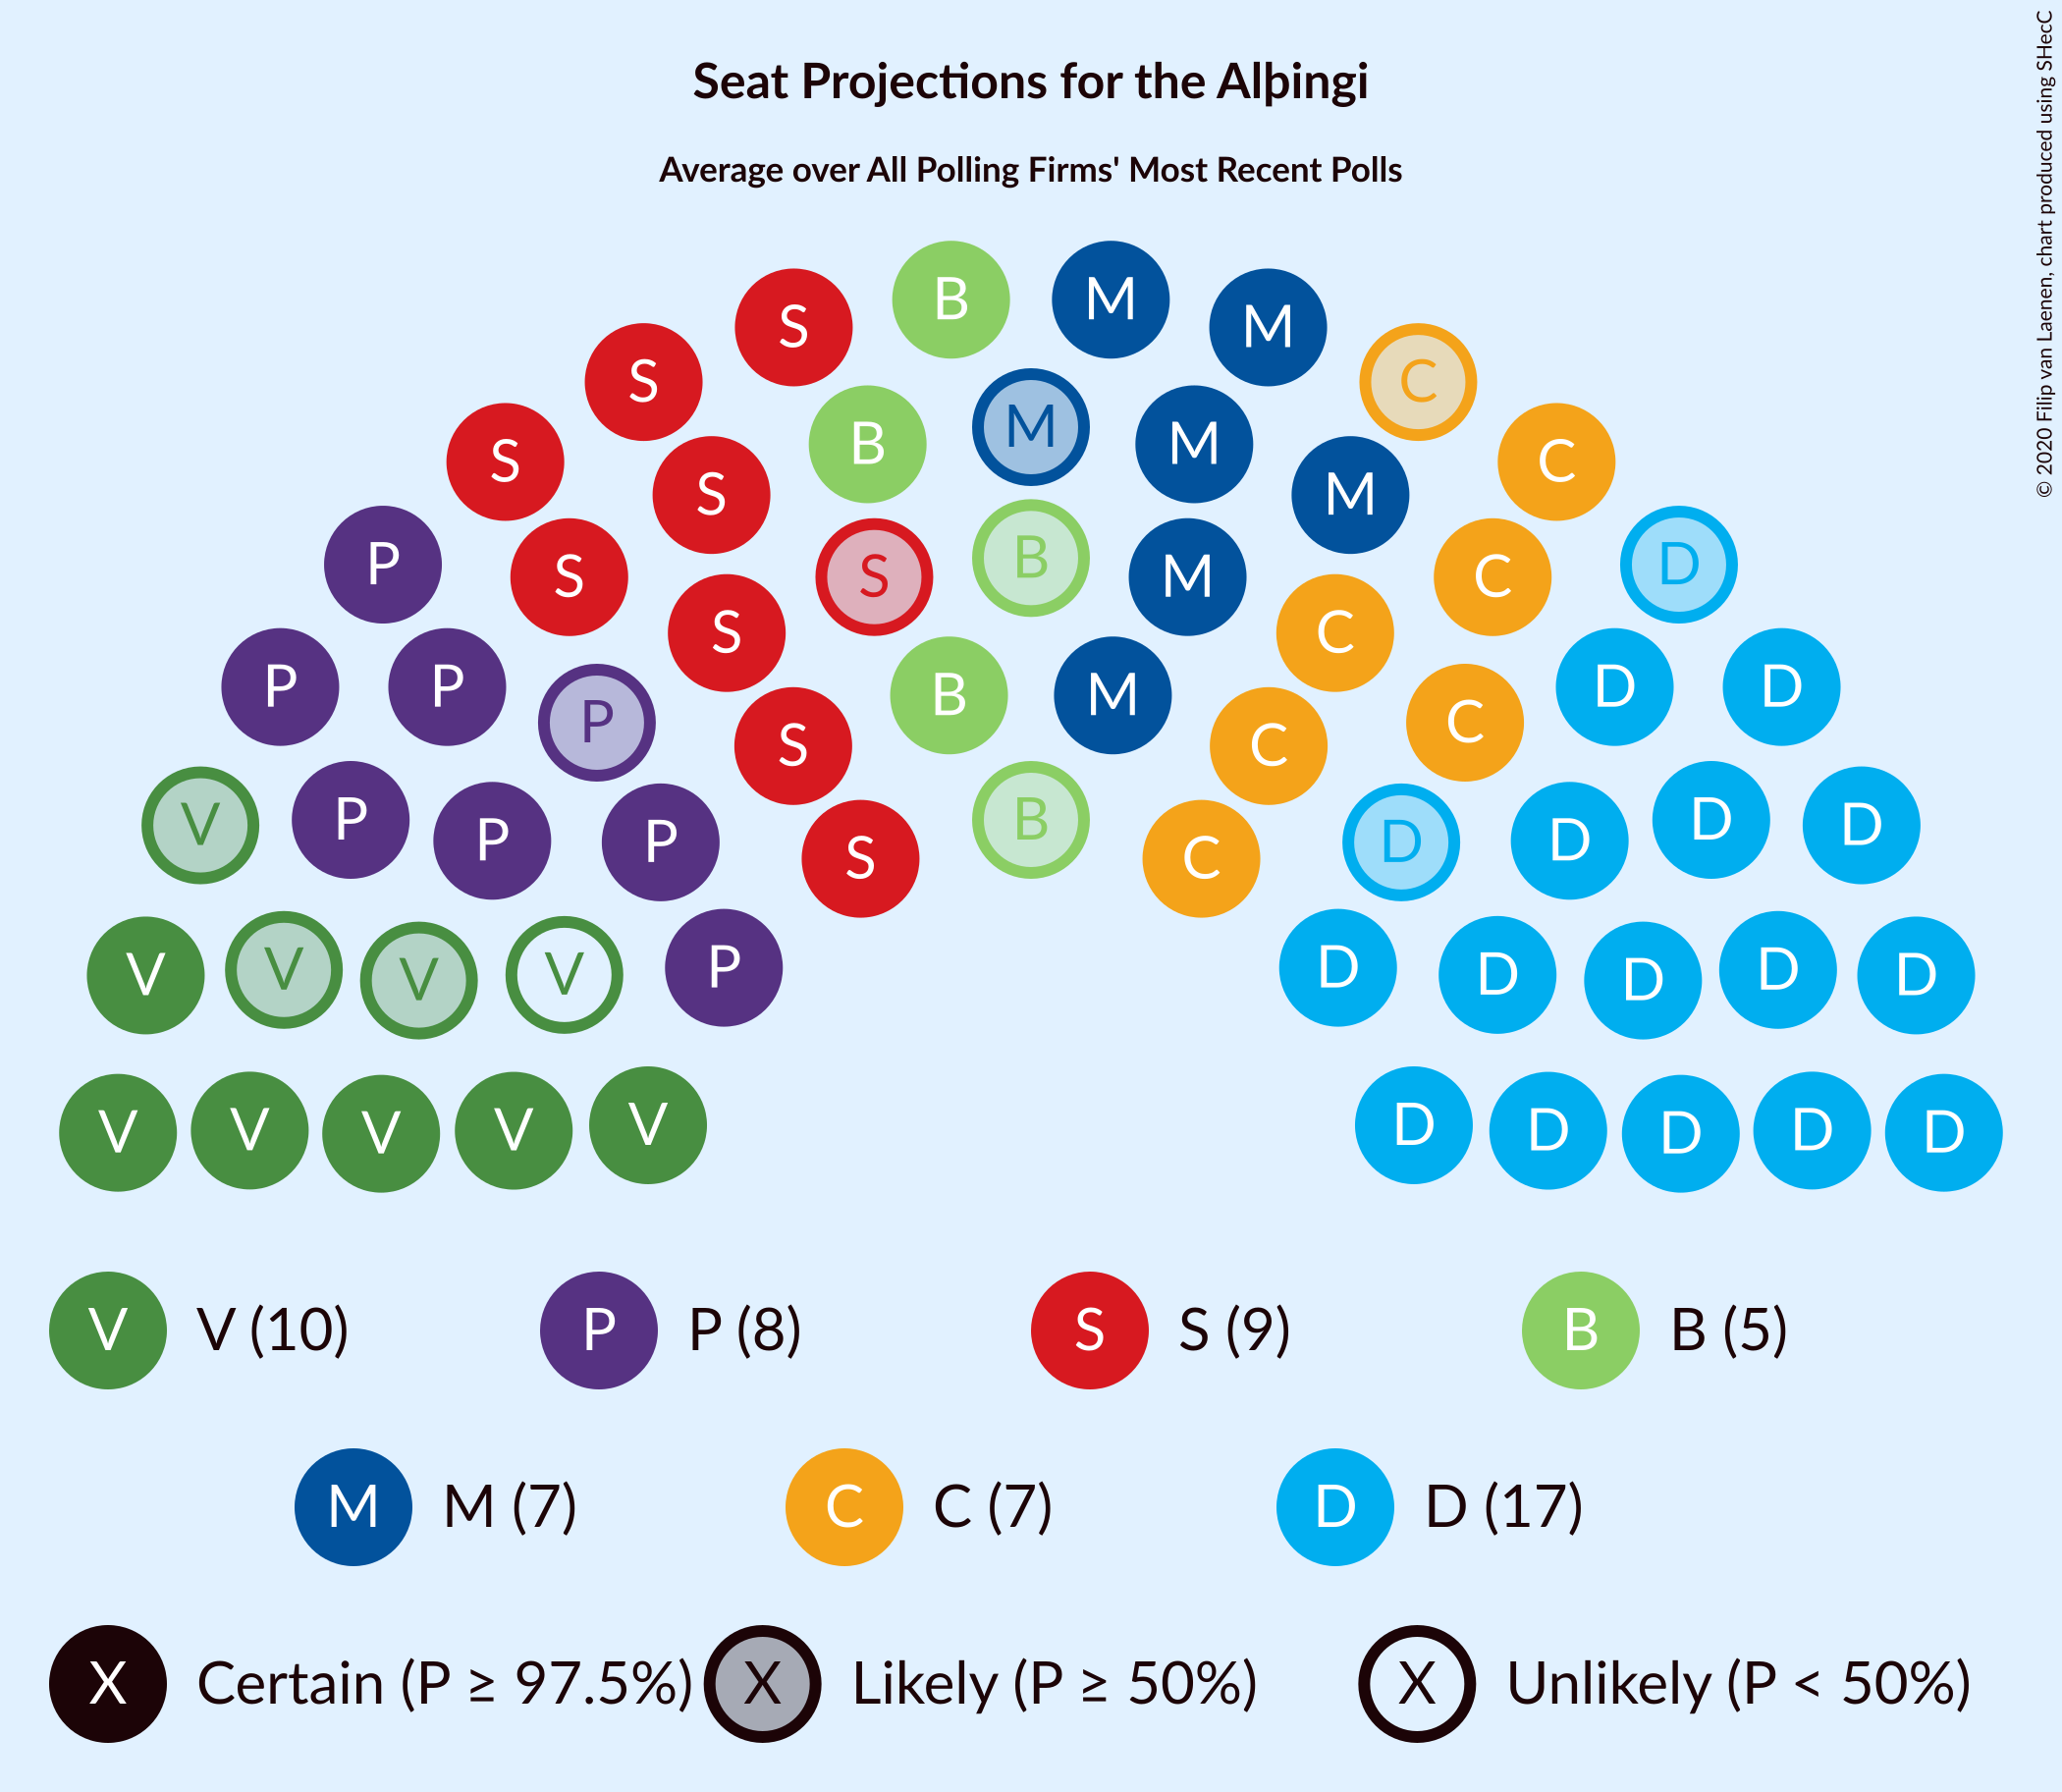 Seat Projections for the Alþingi
Average over All Polling Firms' Most Recent Polls
© 2020 Filip van Laenen, chart produced using SHecC
B M
S M
S C
M
B M
S C
S M
B
P D
S S M C
S C
P P D D
B M
P C
S C
V P B D D
P P D D
S C
V V V V P D D D D D
V V V V V D D D D D
V V (10) P P (8) S S (9) B B (5)
M M (7) C C (7) D D (17)
X Certain (P ≥ 97.5%) X Likely (P ≥ 50%) X Unlikely (P < 50%)